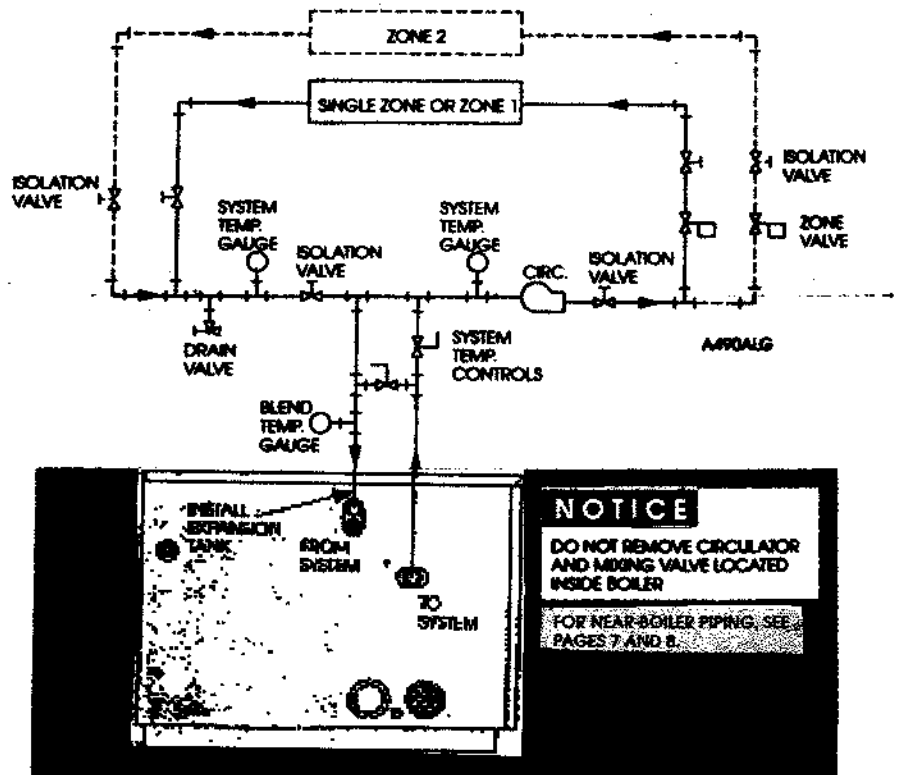 ZONE 2
SINGLE ZONE OR ZONE 1
ISOLATION
VALVE
SYSTEM
TEMP.
GAUGE
ISOLATION
VALVE
SYSTEM
TEMP.
GAUGE
CIRC.
ISOLATION
VALVE
ISOLATION
VALVE
ZONE
VALVE
DRAIN
VALVE
SYSTEM
TEMP.
CONTROLS
A490ALG
BLEND
TEMP.
GAUGE
INSTALL
EXPANSION
TANK
FROM
SYSTEM
TO
SYSTEM
NOTICE
DO NOT REMOVE CIRCULATOR
AND MIXING VALVE LOCATED
INSIDE BOILER
FOR NEAR-BOILER PIPING, SEE
PAGES 7 AND 8.